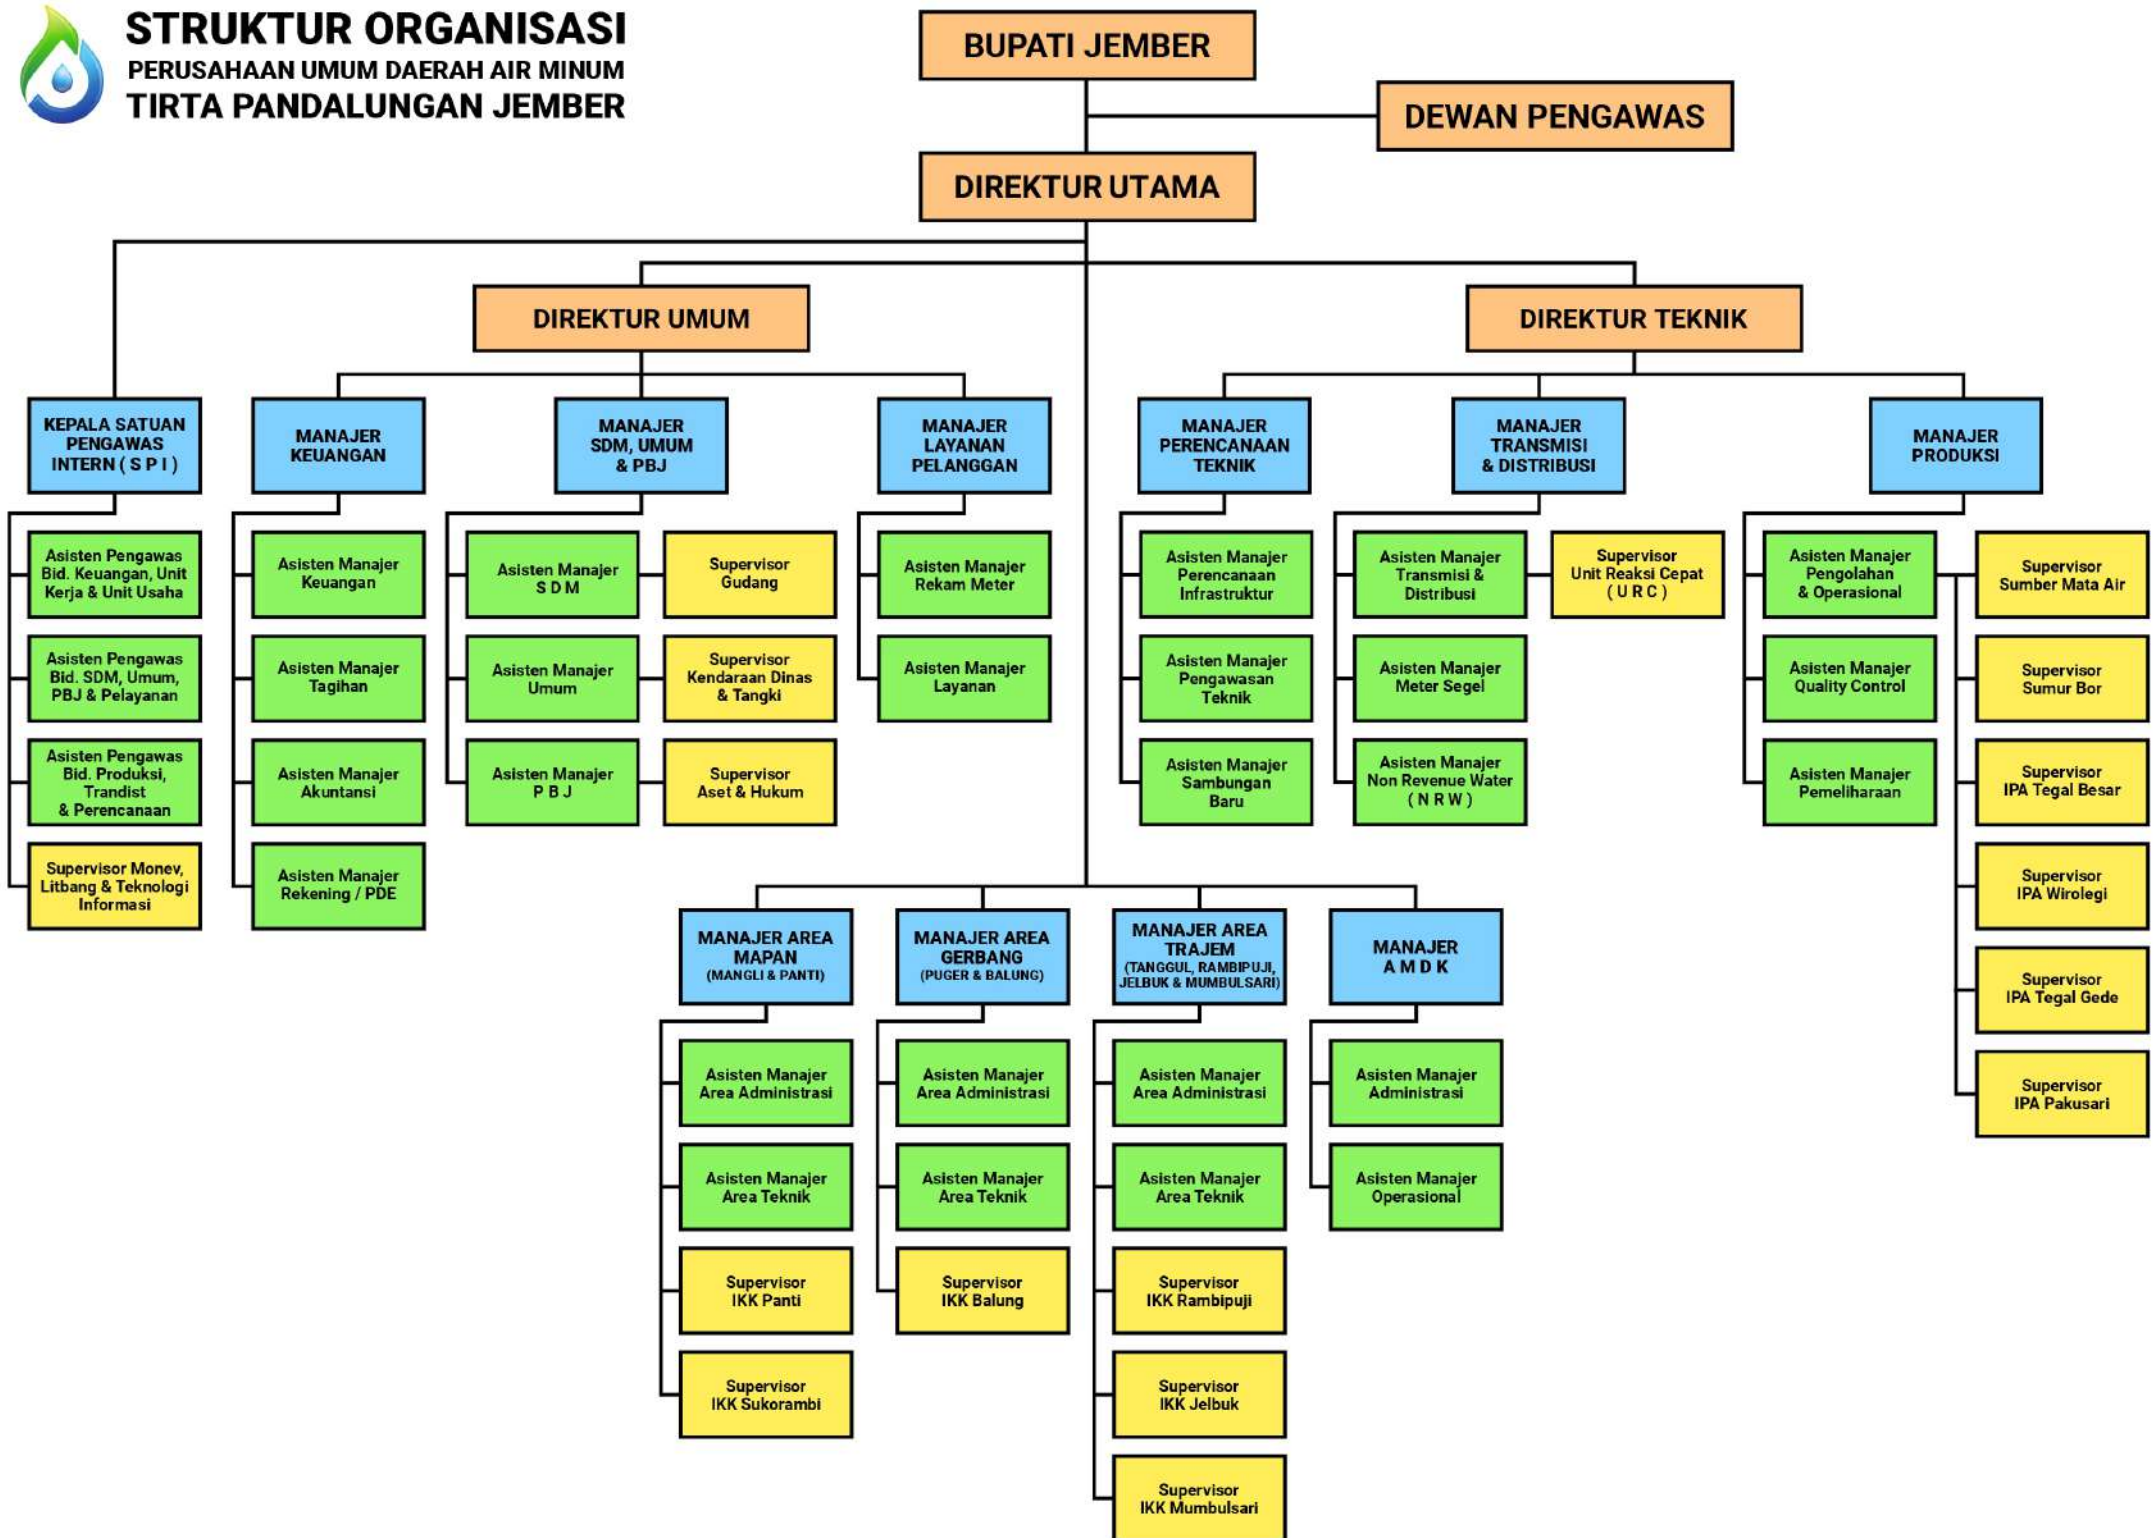 STRUKTUR ORGANISASI
PERUSAHAAN UMUM DAERAH AIR MINUM
TIRTA PANDALUNGAN JEMBER
BUPATI JEMBER
DEWAN PENGAWAS
DIREKTUR UTAMA
DIREKTUR UMUM
DIREKTUR TEKNIK
KEPALA SATUAN
PENGAWAS
INTERN ( S P I )
MANAJER
KEUANGAN
MANAJER
SDM, UMUM
& PBJ
MANAJER
LAYANAN
PELANGGAN
MANAJER
PERENCANAAN
TEKNIK
MANAJER
TRANSMISI
& DISTRIBUSI
MANAJER
PRODUKSI
Asisten Pengawas
Bid. Keuangan, Unit
Kerja & Unit Usaha
Asisten Pengawas
Bid. SDM, Umum,
PBJ & Pelayanan
Asisten Pengawas
Bid. Produksi,
Trandist
& Perencanaan
Supervisor Monev,
Litbang & Teknologi
Informasi
Asisten Manajer
Keuangan
Asisten Manajer
Tagihan
Asisten Manajer
Akuntansi
Asisten Manajer
Rekening / PDE
Asisten Manajer
S D M
Supervisor
Gudang
Asisten Manajer
Umum
Supervisor
Kendaraan Dinas
& Tangki
Asisten Manajer
P B J
Supervisor
Aset & Hukum
Asisten Manajer
Rekam Meter
Asisten Manajer
Layanan
Asisten Manajer
Perencanaan
Infrastruktur
Asisten Manajer
Pengawasan
Teknik
Asisten Manajer
Sambungan
Baru
Asisten Manajer
Transmisi &
Distribusi
Supervisor
Unit Reaksi Cepat
( U R C )
Asisten Manajer
Meter Segel
Asisten Manajer
Non Revenue Water
( N R W )
Asisten Manajer
Pengolahan
& Operasional
Asisten Manajer
Quality Control
Asisten Manajer
Pemeliharaan
Supervisor
Sumber Mata Air
Supervisor
Sumur Bor
Supervisor
IPA Tegal Besar
Supervisor
IPA Wirolegi
Supervisor
IPA Tegal Gede
Supervisor
IPA Pakusari
MANAJER AREA
MAPAN
(MANGLI & PANTI)
MANAJER AREA
GERBANG
(PUGER & BALUNG)
MANAJER AREA
TRAJEM
(TANGGUL, RAMBIPUJI,
JELBUK & MUMBULSARI)
MANAJER
A M D K
Asisten Manajer
Area Administrasi
Asisten Manajer
Area Teknik
Supervisor
IKK Panti
Supervisor
IKK Sukorambi
Asisten Manajer
Area Administrasi
Asisten Manajer
Area Teknik
Supervisor
IKK Balung
Asisten Manajer
Area Administrasi
Asisten Manajer
Area Teknik
Supervisor
IKK Rambipuji
Supervisor
IKK Jelbuk
Supervisor
IKK Mumbulsari
Asisten Manajer
Administrasi
Asisten Manajer
Operasional